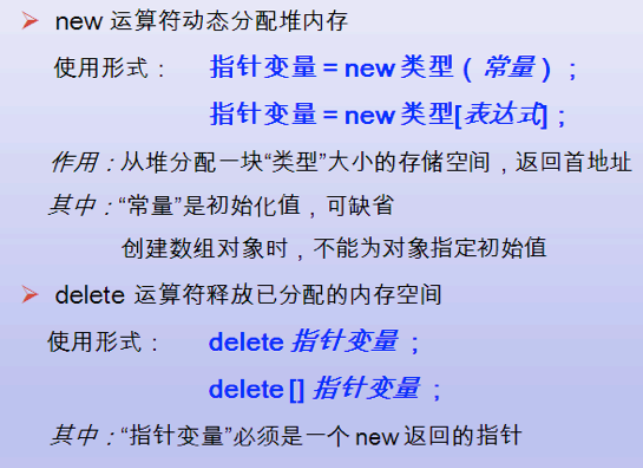 new 运算符动态分配堆内存
使用形式： 指针变量 = new 类型 ( 常量 ) ；
指针变量 = new 类型[表达式] ；
作用：从堆分配一块“类型”大小的存储空间，返回首地址
其中：“常量”是初始化值，可缺省
创建数组对象时，不能为对象指定初始值
delete 运算符释放已分配的内存空间
使用形式： delete 指针变量 ；
delete [] 指针变量 ；
其中：“指针变量”必须是一个 new 返回的指针